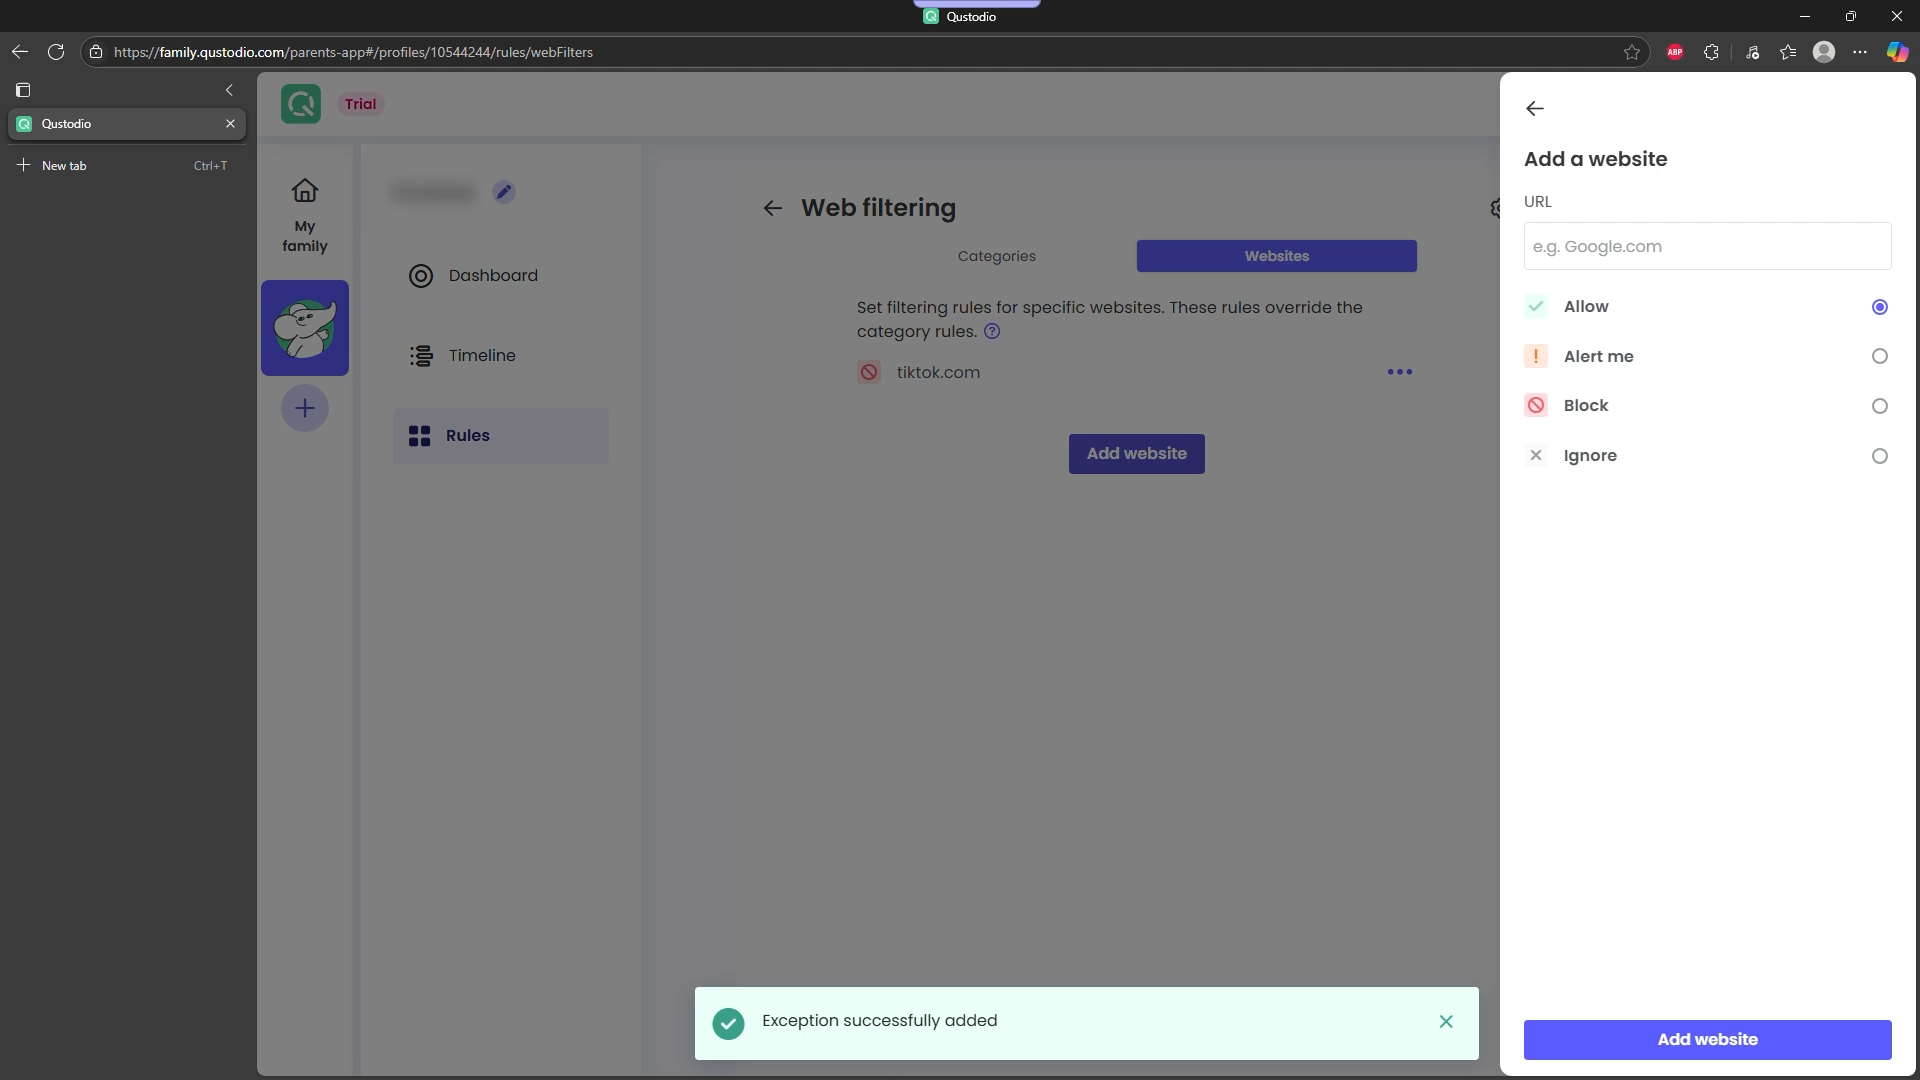 Qustodio
https://family.qustodio.com/parents-app#/profiles/10544244/rules/webFilters
ABP
Qustodio
New tab
Ctrl+T
Trial
My
family
Dashboard
Timeline
Rules
Web filtering
Categories
Websites
Set filtering rules for specific websites. These rules override the
category rules.
tiktok.com
Add website
Exception successfully added
Add a website
URL
e.g. Google.com
Allow
Alert me
Block
Ignore
Add website